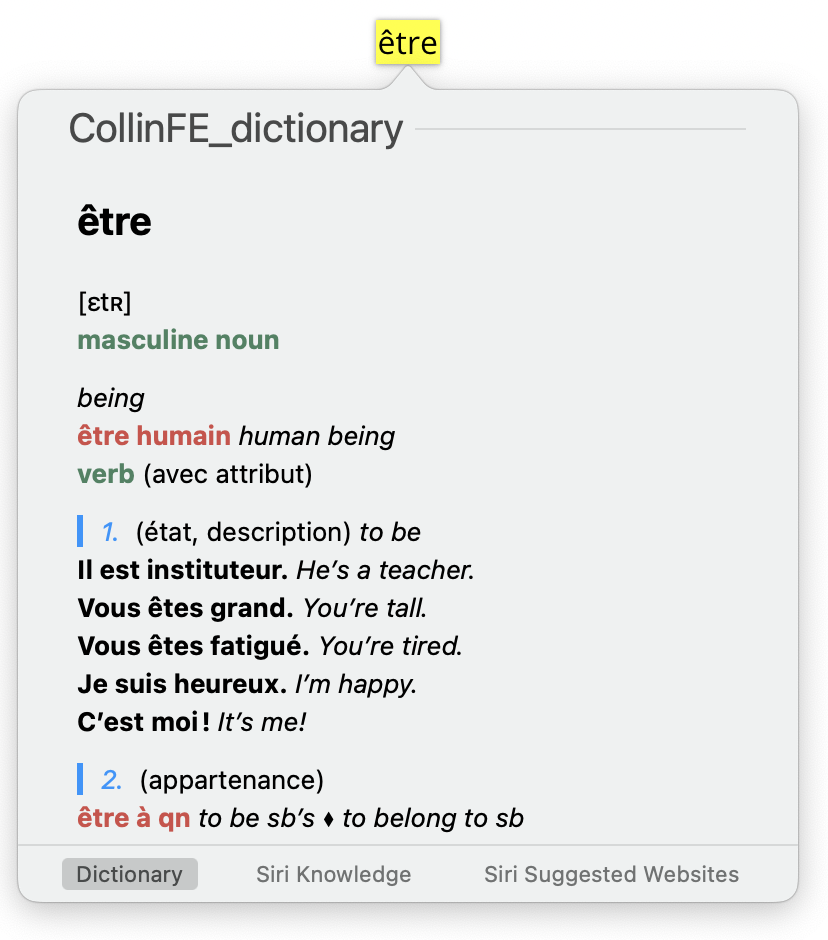 être
CollinFE_dictionary
être
[ɛtʀ]
masculine noun
being
être humain human being
verb (avec attribut)
1. (état, description) to be
Il est instituteur. He’s a teacher.
Vous êtes grand. You’re tall.
Vous êtes fatigué. You’re tired.
Je suis heureux. I’m happy.
C’est moi ! It’s me!
2. (appartenance)
être à qn to be sb’s ♦ to belong to sb
Dictionary Siri Knowledge Siri Suggested Websites